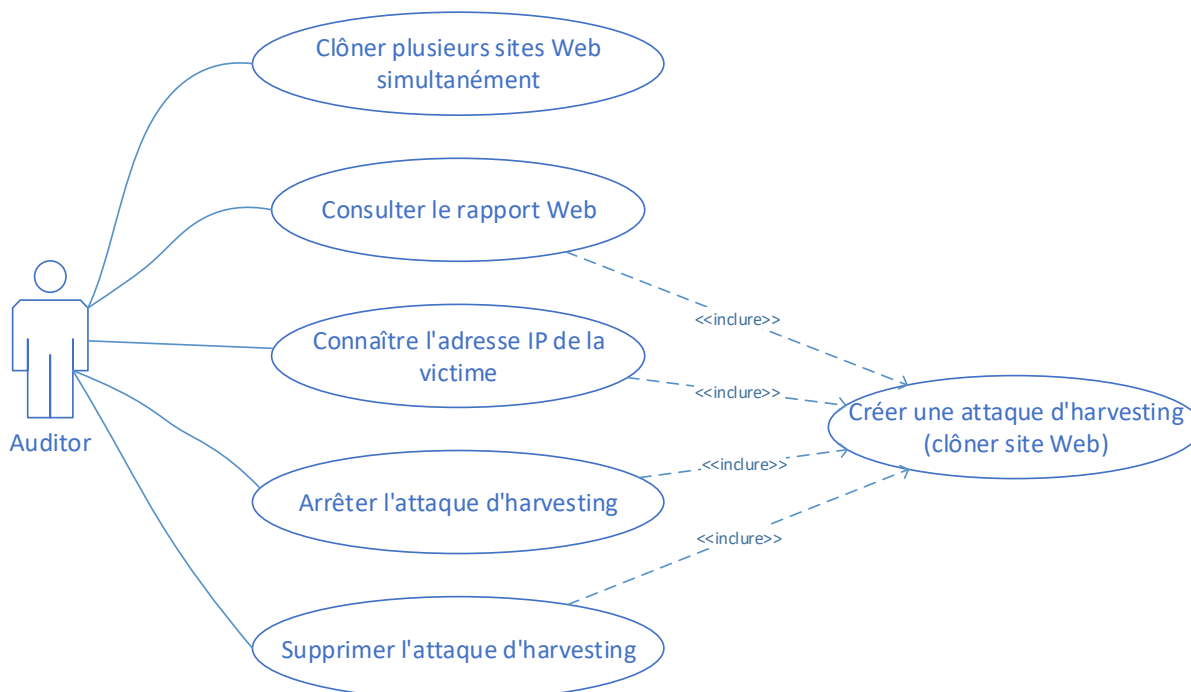 Clôner plusieurs sites Web
simultanément
Consulter le rapport Web
<<inclure>>
Connaître l'adresse IP de la
victime
<<inclure>>
Créer une attaque d'harvesting
(clôner site Web)
Auditor
<<inclure>>
Arrêter l'attaque d'harvesting
<<inclure>>
Supprimer l'attaque d'harvesting